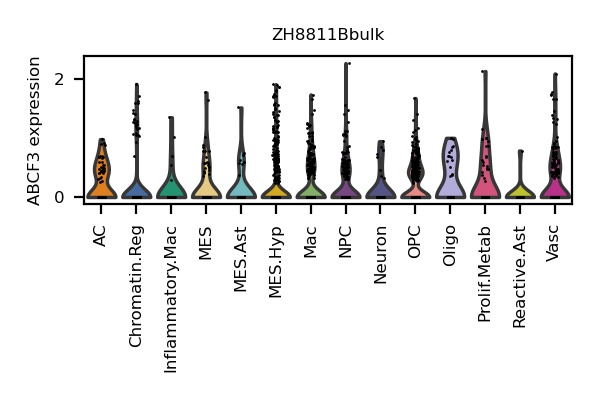 ZH8811Bbulk
ABCF3 expression
2
0
AC
Chromatin.Reg
Inflammatory.Mac
MES
MES.Ast
MES.Hyp
Mac
NPC
Neuron
OPC
Oligo
Prolif.Metab
Reactive.Ast
Vasc